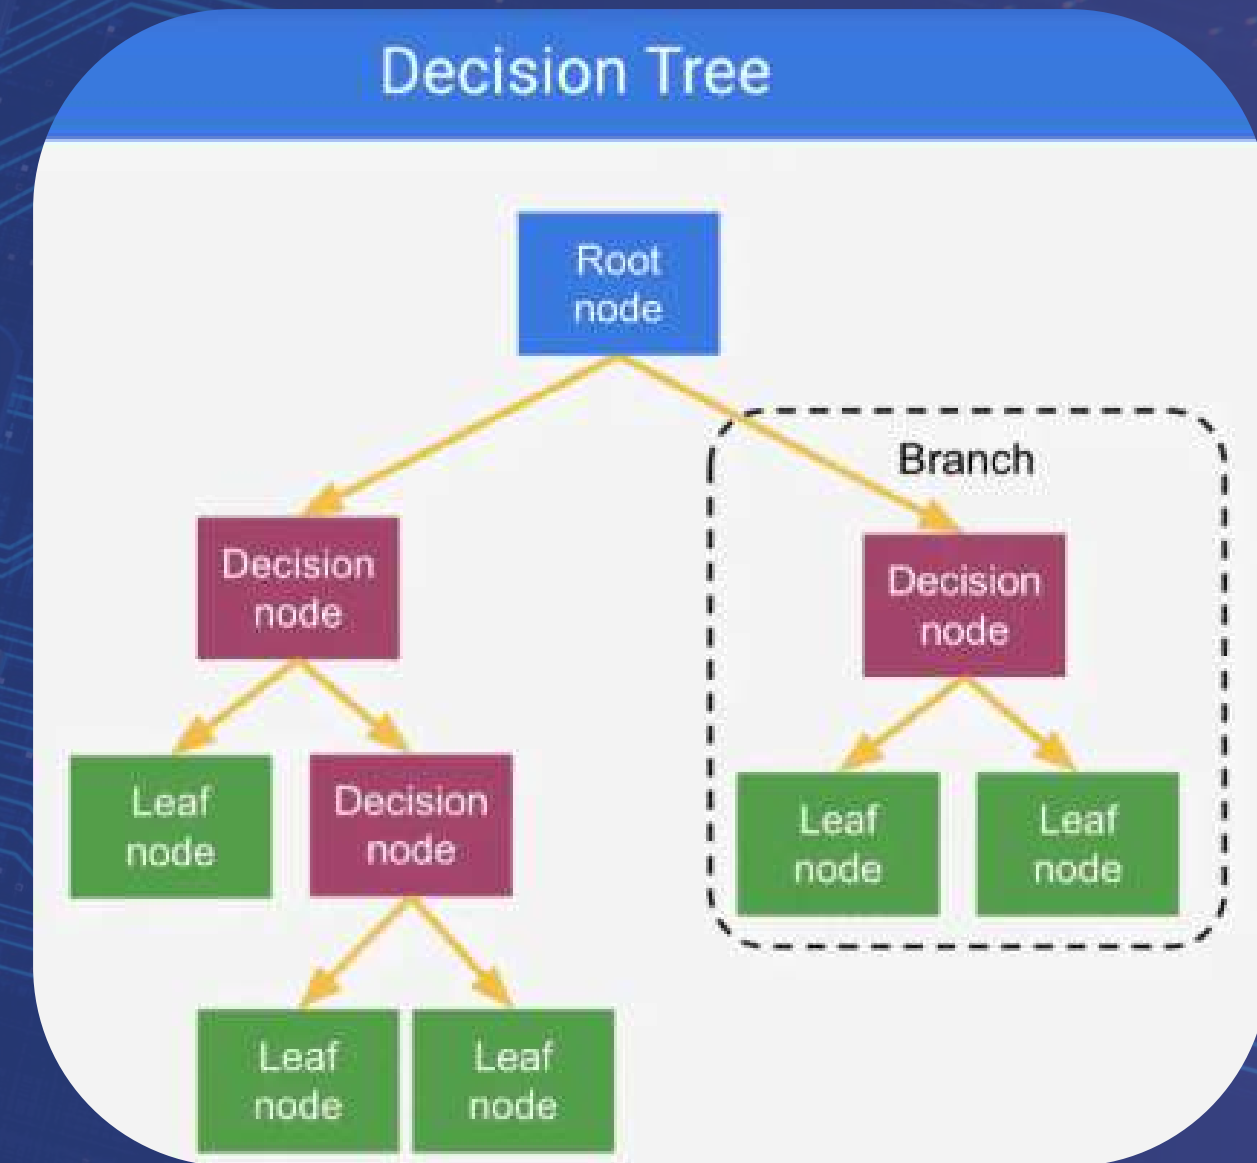 Decision Tree
Root
node
Branch
Decision
node
Decision
node
Leaf
node
Decision
node
Leaf
node
Leaf
node
Leaf
node
Leaf
node